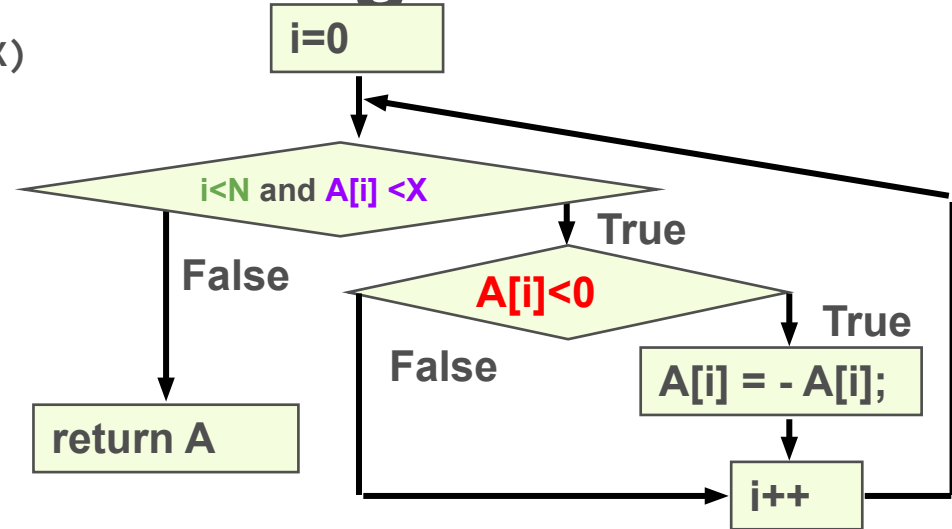 i=0
X)
i<N and A[i] <X
True
False
A[i]<0
True
False
A[i] = - A[i];
return A
i++